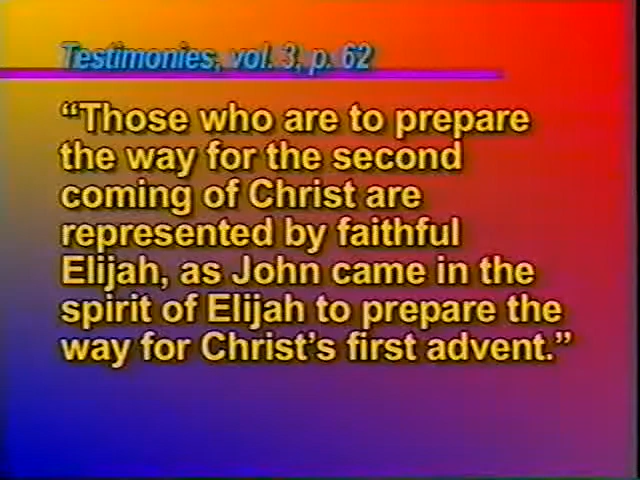 Testimonies, vol. 3, p. 62
“Those who are to prepare
the way for the second
coming of Christ are
represented by faithful
Elijah, as John came in the
spirit of Elijah to prepare the
way for Christ’s first advent.”